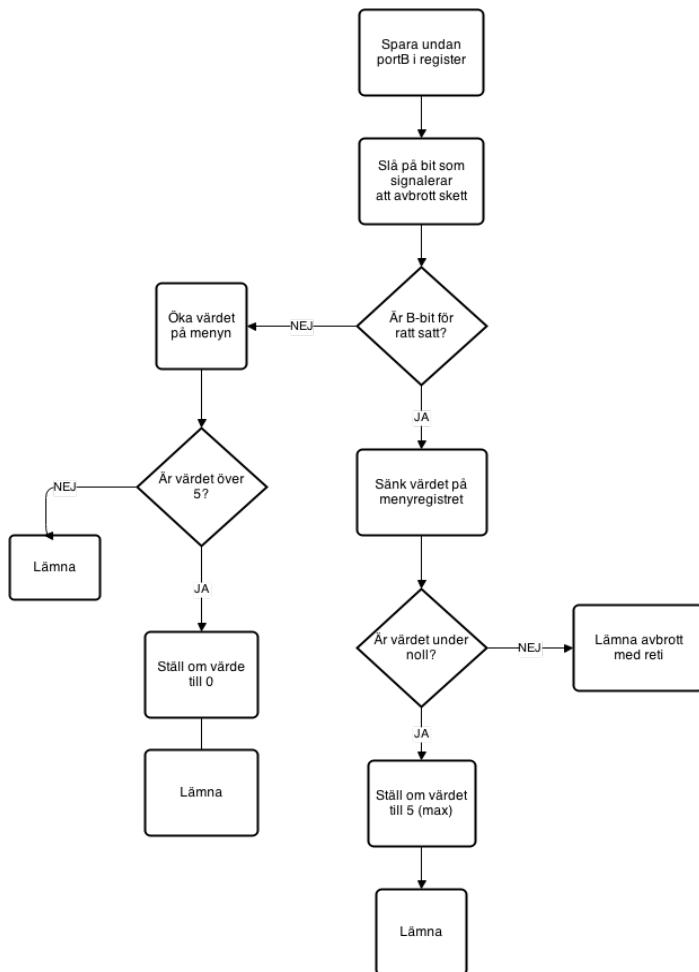 Spara undan
portB i register
Slå på bit som
signalerar
att avbrott skett
Är B-bit för
ratt satt?
NEJ
Öka värdet
på menyn
JA
Är värdet över
5?
NEJ
Lämna
JA
Ställ om värde
till 0
Lämna
Sänk värdet på
menyregistret
Är värdet under
noll?
NEJ
Lämna avbrott
med reti
JA
Ställ om värdet
till 5 (max)
Lämna